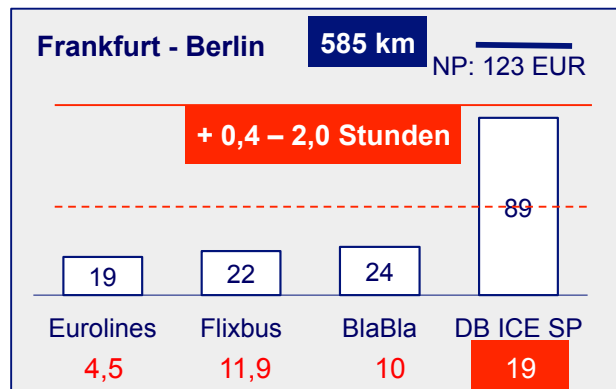 Frankfurt - Berlin
585 km
NP: 123 EUR
+ 0,4 – 2,0 Stunden
19 22 24 89
Eurolines Flixbus BlaBla DB ICE SP
4,5 11,9 10 19